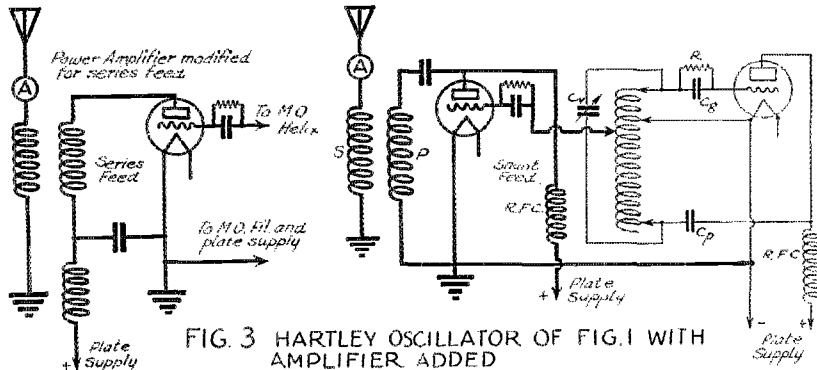 A
Power Amplifier modified
for series feed
To M.O.
Helix
Series
Feed
To M.O. Fil. and
plate supply
+
Plate
Supply
A
S
P
Shunt
Feed
R.F.C.
+
Plate
Supply
Cv
R
Cg
Cp
R.F.C
-
+
Plate
Supply
FIG. 3 HARTLEY OSCILLATOR OF FIG.1 WITH
AMPLIFIER ADDED